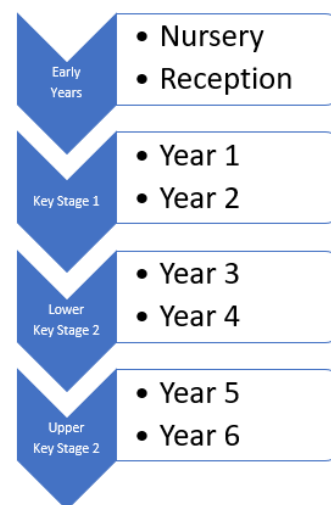 Early
Years
• Nursery
• Reception
Key Stage 1
• Year 1
• Year 2
Lower
Key Stage 2
• Year 3
• Year 4
Upper
Key Stage 2
• Year 5
• Year 6